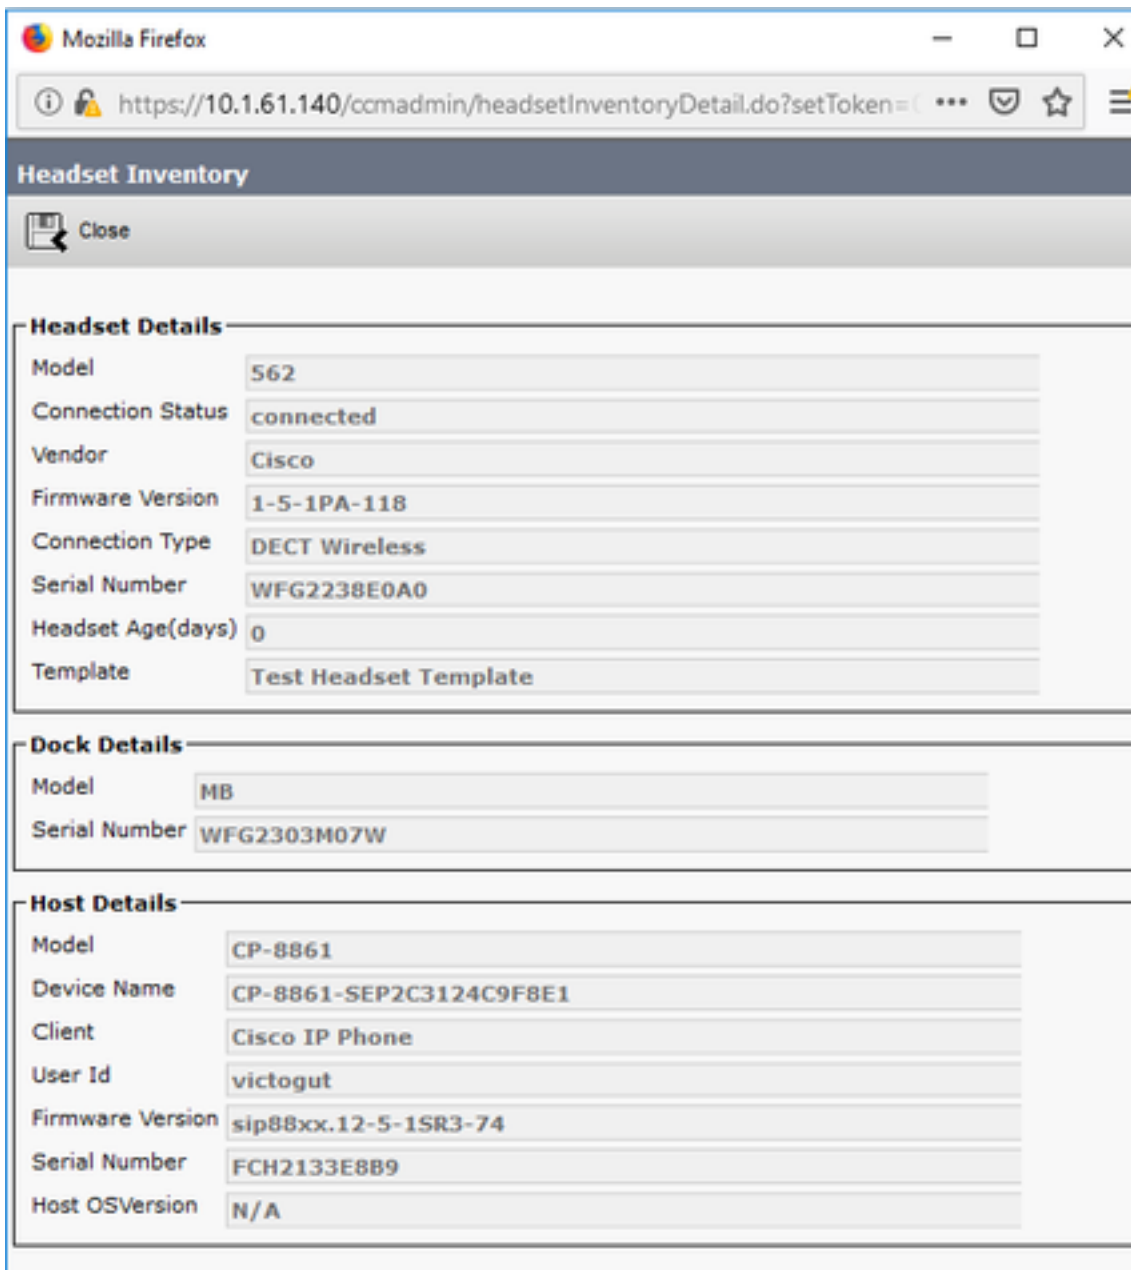 Mozilla Firefox
https://10.1.61.140/ccmadmin/headsetInventoryDetail.do?setToken=
Headset Inventory
Close
Headset Details
Model 562
Connection Status connected
Vendor Cisco
Firmware Version 1-5-1PA-118
Connection Type DECT Wireless
Serial Number WFG2238E0A0
Headset Age(days) 0
Template Test Headset Template
Dock Details
Model MB
Serial Number WFG2303M07W
Host Details
Model CP-8861
Device Name CP-8861-SEP2C3124C9F8E1
Client Cisco IP Phone
User Id victogut
Firmware Version sip88xx.12-5-1SR3-74
Serial Number FCH2133E8B9
Host OSVersion N/A